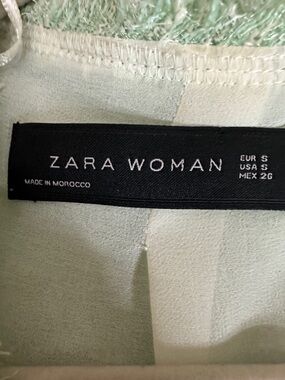 ZARA WOMAN
EUR S
USA S
MEX 26
MADE IN MOROCCO